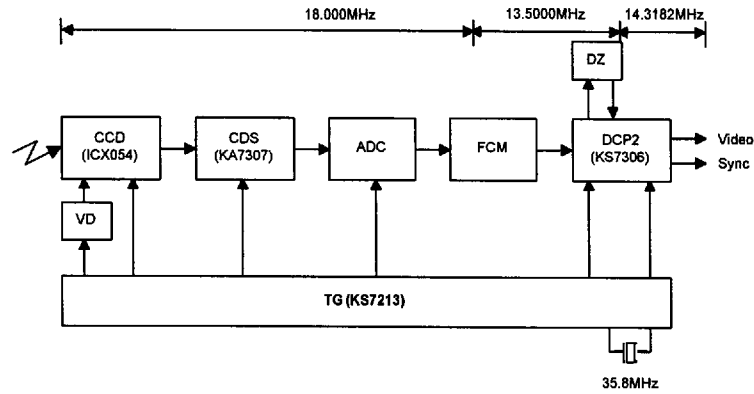 18.000MHz 13.5000MHz 14.3182MHz
DZ
CCD
(ICX054)
CDS
(KA7307)
ADC
FCM
DCP2
(KS7306)
Video
Sync
VD
TG (KS7213)
35.8MHz